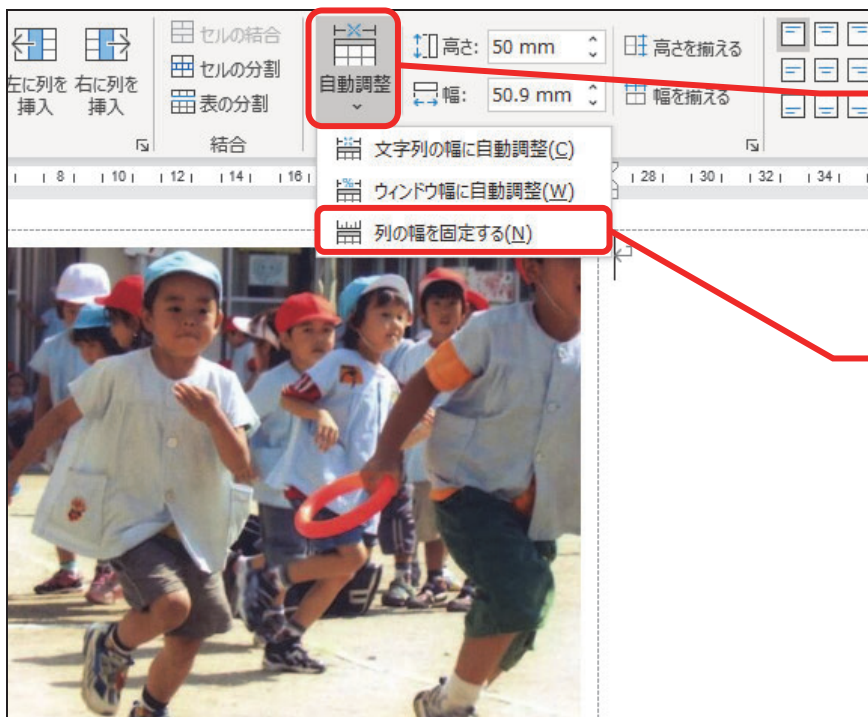 左に列を 挿入
右に列を 挿入
セルの結合
セルの分割
表の分割
結合
自動調整
高さ: 50 mm
幅: 50.9 mm
高さを揃える
幅を揃える
文字列の幅に自動調整(C)
ウィンドウ幅に自動調整(W)
列の幅を固定する(N)
8 10 12 14 16 28 30 32 34